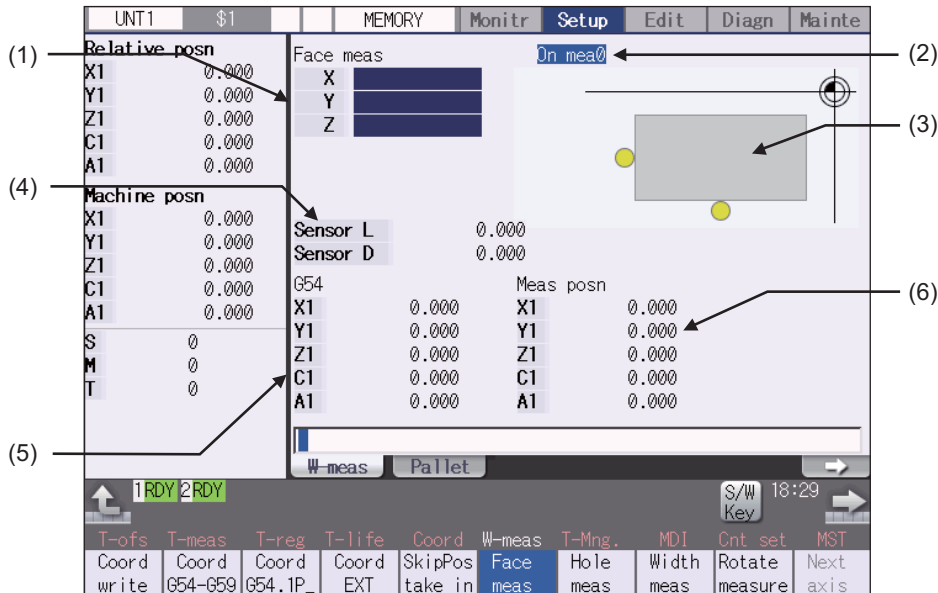 UNT1 $1 MEMORY Monitr Setup Edit Diagn Mainte
(1)
Relative posn
X1 0.000
Y1 0.000
Z1 0.000
C1 0.000
A1 0.000
Face meas
X
Y
Z
On mea0
(2)
(3)
(4)
Machine posn
X1 0.000
Y1 0.000
Z1 0.000
C1 0.000
A1 0.000
Sensor L 0.000
Sensor D 0.000
G54
X1 0.000
Y1 0.000
Z1 0.000
C1 0.000
A1 0.000
Meas posn
X1 0.000
Y1 0.000
Z1 0.000
C1 0.000
A1 0.000
(6)
S 0
M 0
T 0
(5)
W-meas Pallet
1 RDY 2 RDY
S/W Key
18:29
T-ofs T-meas T-reg T-life Coord W-meas T-Mng. MDI Cnt set MST
Coord Coord Coord Coord SkipPos Face Hole Width Rotate Next
write G54-G59 G54.1P_ EXT take in meas meas meas measure axis